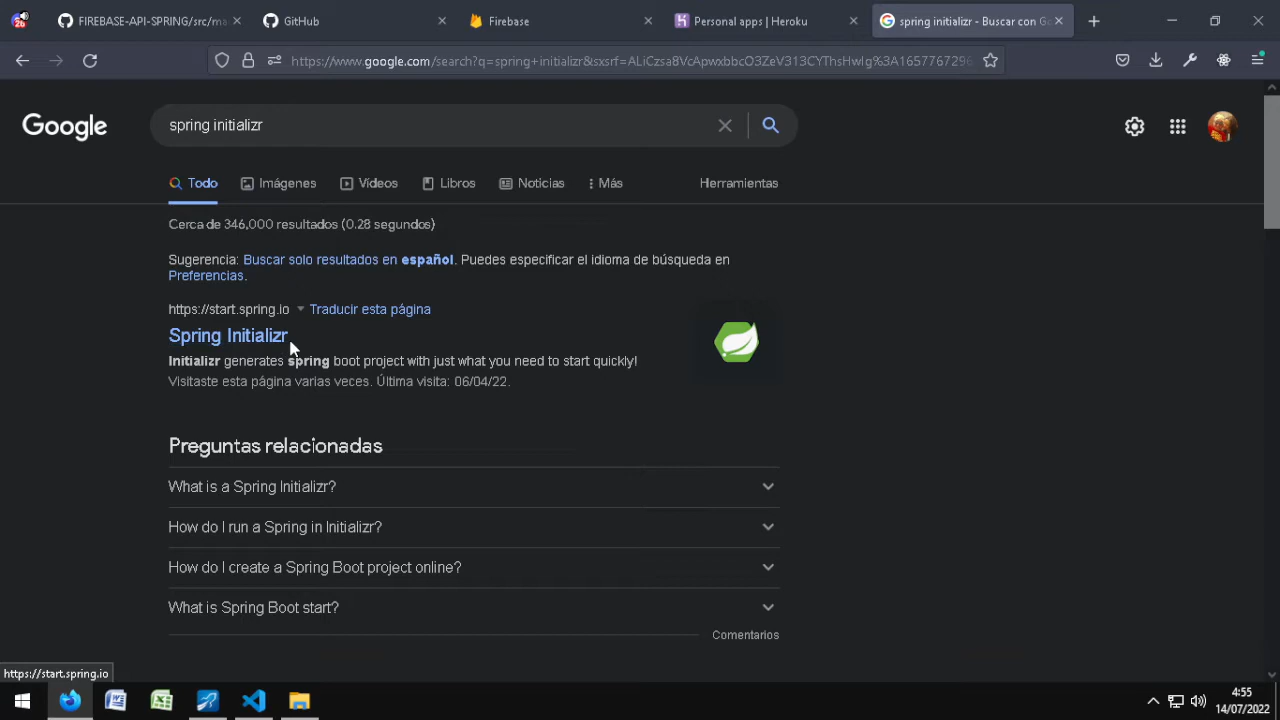 FIREBASE-API-SPRING/src/ma
GitHub
Firebase
Personal apps | Heroku
spring initializr - Buscar con Go
https://www.google.com/search?q=spring+initializr&sxsrf=ALiCzsa8VcApwxbbcO3ZeV313CYThsHwIg%3A1657767296
Google
spring initializr
Todo
Imágenes
Vídeos
Libros
Noticias
Más
Herramientas
Cerca de 346,000 resultados (0.28 segundos)
Sugerencia: Buscar solo resultados en español. Puedes especificar el idioma de búsqueda en
Preferencias.
https://start.spring.io
Traducir esta página
Spring Initializr
Initializr generates spring boot project with just what you need to start quickly!
Visitaste esta página varias veces. Última visita: 06/04/22.
Preguntas relacionadas
What is a Spring Initializr?
How do I run a Spring in Initializr?
How do I create a Spring Boot project online?
What is Spring Boot start?
Comentarios
https://start.spring.io
4:55
14/07/2022